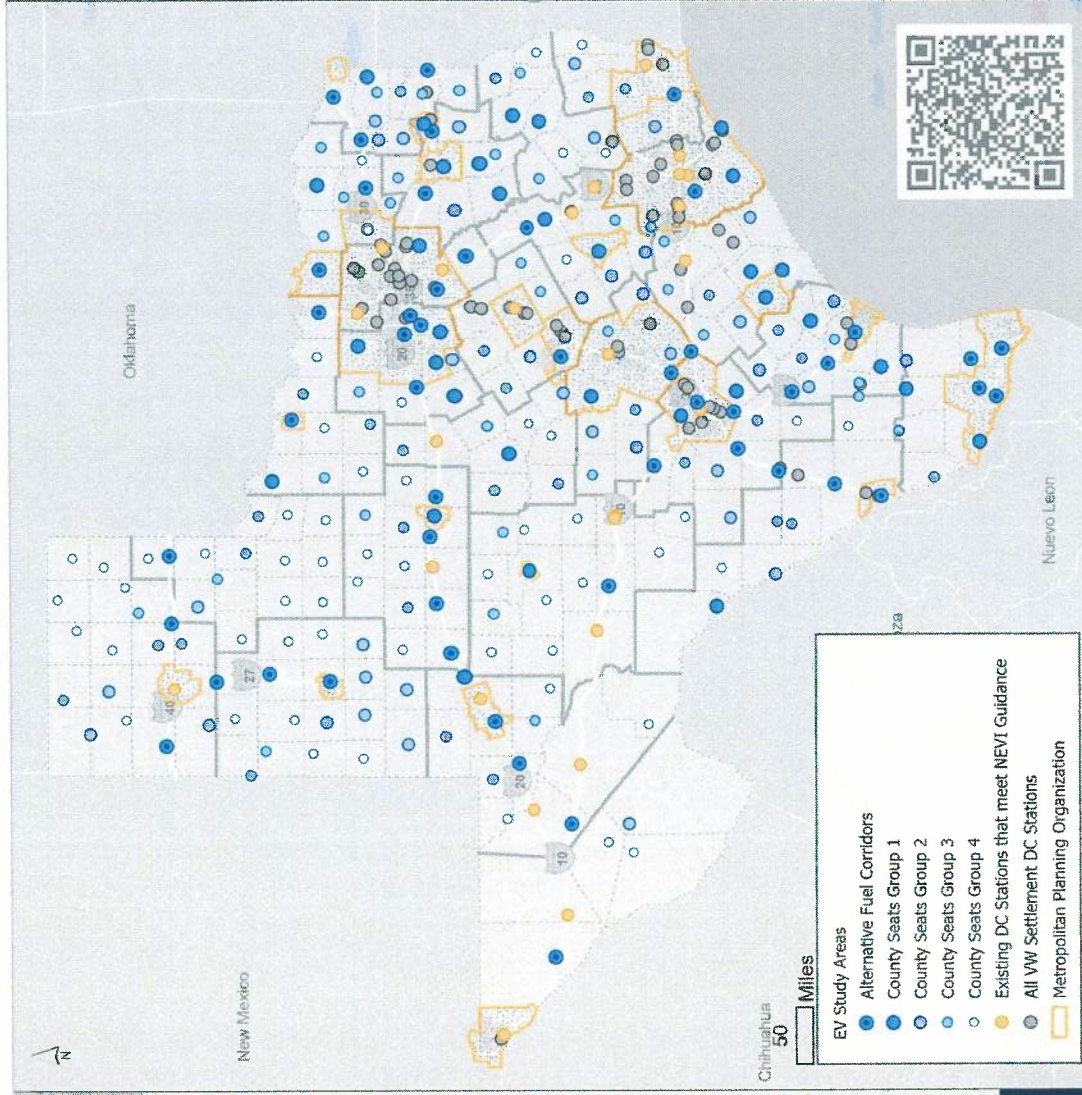 N
New Mexico
Oklahoma
40
27
30
20
20
10
10
10
Chihuahua
Nuevo Leon
50
Miles
EV Study Areas
Alternative Fuel Corridors
County Seats Group 1
County Seats Group 2
County Seats Group 3
County Seats Group 4
Existing DC Stations that meet NEVI Guidance
All VW Settlement DC Stations
Metropolitan Planning Organization